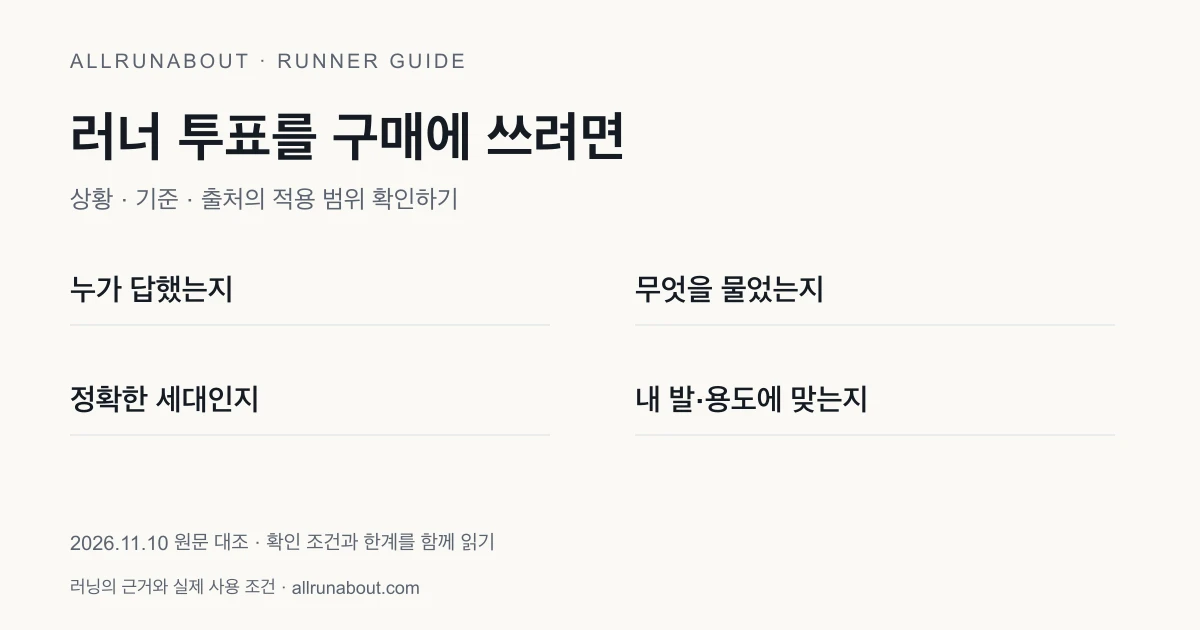 ALLRUNABOUT · RUNNER GUIDE
러너 투표를 구매에 쓰려면
상황 · 기준 · 출처의 적용 범위 확인하기
누가 답했는지
무엇을 물었는지
정확한 세대인지
내 발·용도에 맞는지
2026.11.10 원문 대조 · 확인 조건과 한계를 함께 읽기
러닝의 근거와 실제 사용 조건 · allrunabout.com